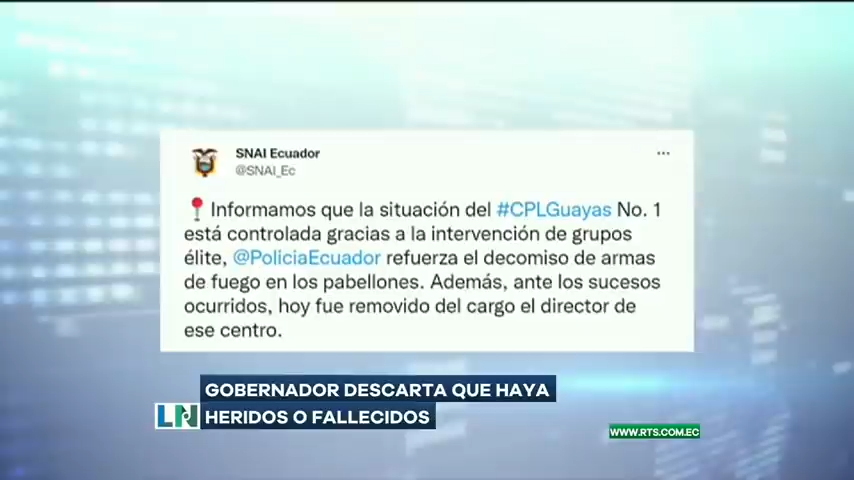 SNAI Ecuador
@SNAI_Ec
...
📍Informamos que la situación del #CPLGuayas No. 1
está controlada gracias a la intervención de grupos
élite, @PoliciaEcuador refuerza el decomiso de armas
de fuego en los pabellones. Además, ante los sucesos
ocurridos, hoy fue removido del cargo el director de
ese centro.
GOBERNADOR DESCARTA QUE HAYA
LN HERIDOS O FALLECIDOS
WWW.RTS.COM.EC